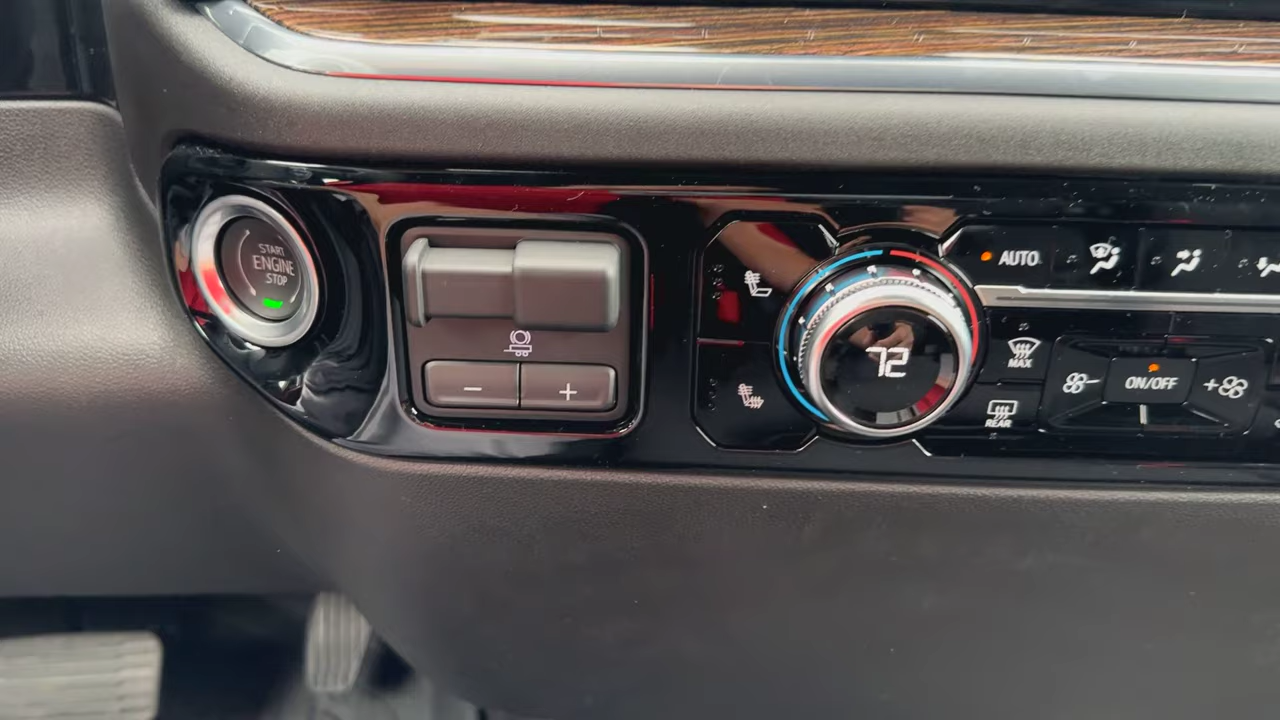 START
ENGINE
STOP
AUTO
72
MAX
ON/OFF
REAR
− +